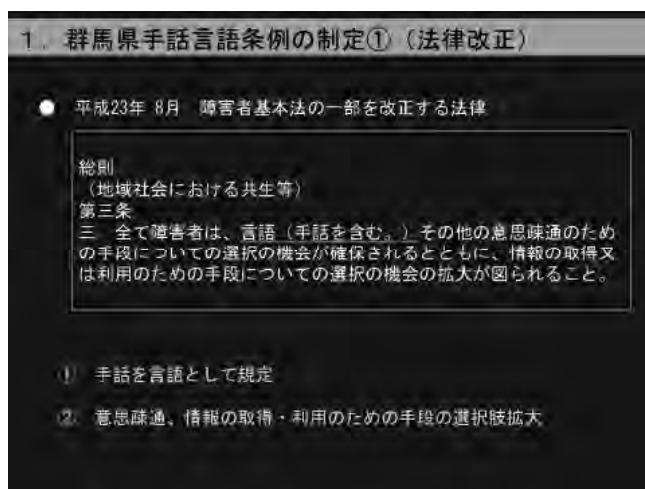 1. 群馬県手話言語条例の制定①（法律改正）
● 平成23年 8月　障害者基本法の一部を改正する法律
総則
（地域社会における共生等）
第三条
三　全て障害者は、言語（手話を含む。）その他の意思疎通のため
の手段についての選択の機会が確保されるとともに、情報の取得又
は利用のための手段についての選択の機会の拡大が図られること。
① 手話を言語として規定
② 意思疎通、情報の取得・利用のための手段の選択肢拡大